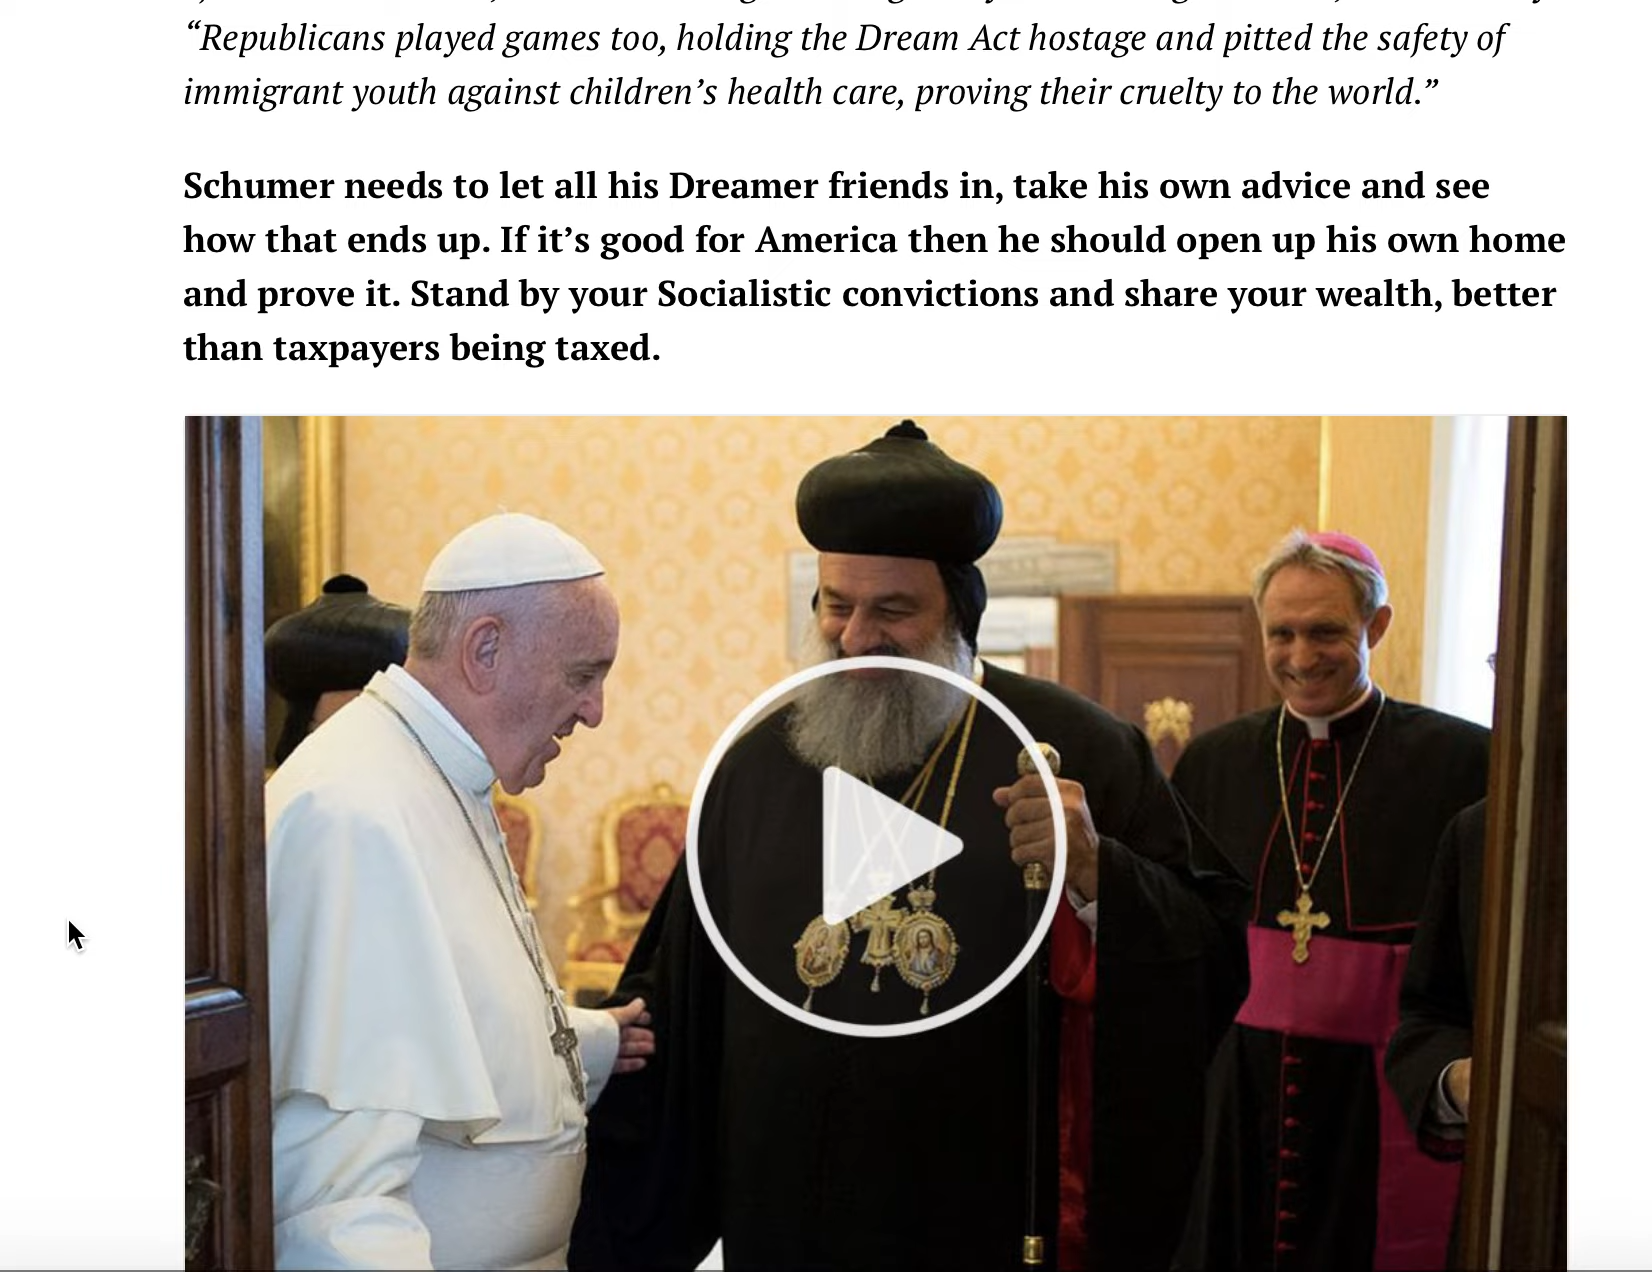 “Republicans played games too, holding the Dream Act hostage and pitted the safety of
immigrant youth against children’s health care, proving their cruelty to the world.”
Schumer needs to let all his Dreamer friends in, take his own advice and see
how that ends up. If it’s good for America then he should open up his own home
and prove it. Stand by your Socialistic convictions and share your wealth, better
than taxpayers being taxed.